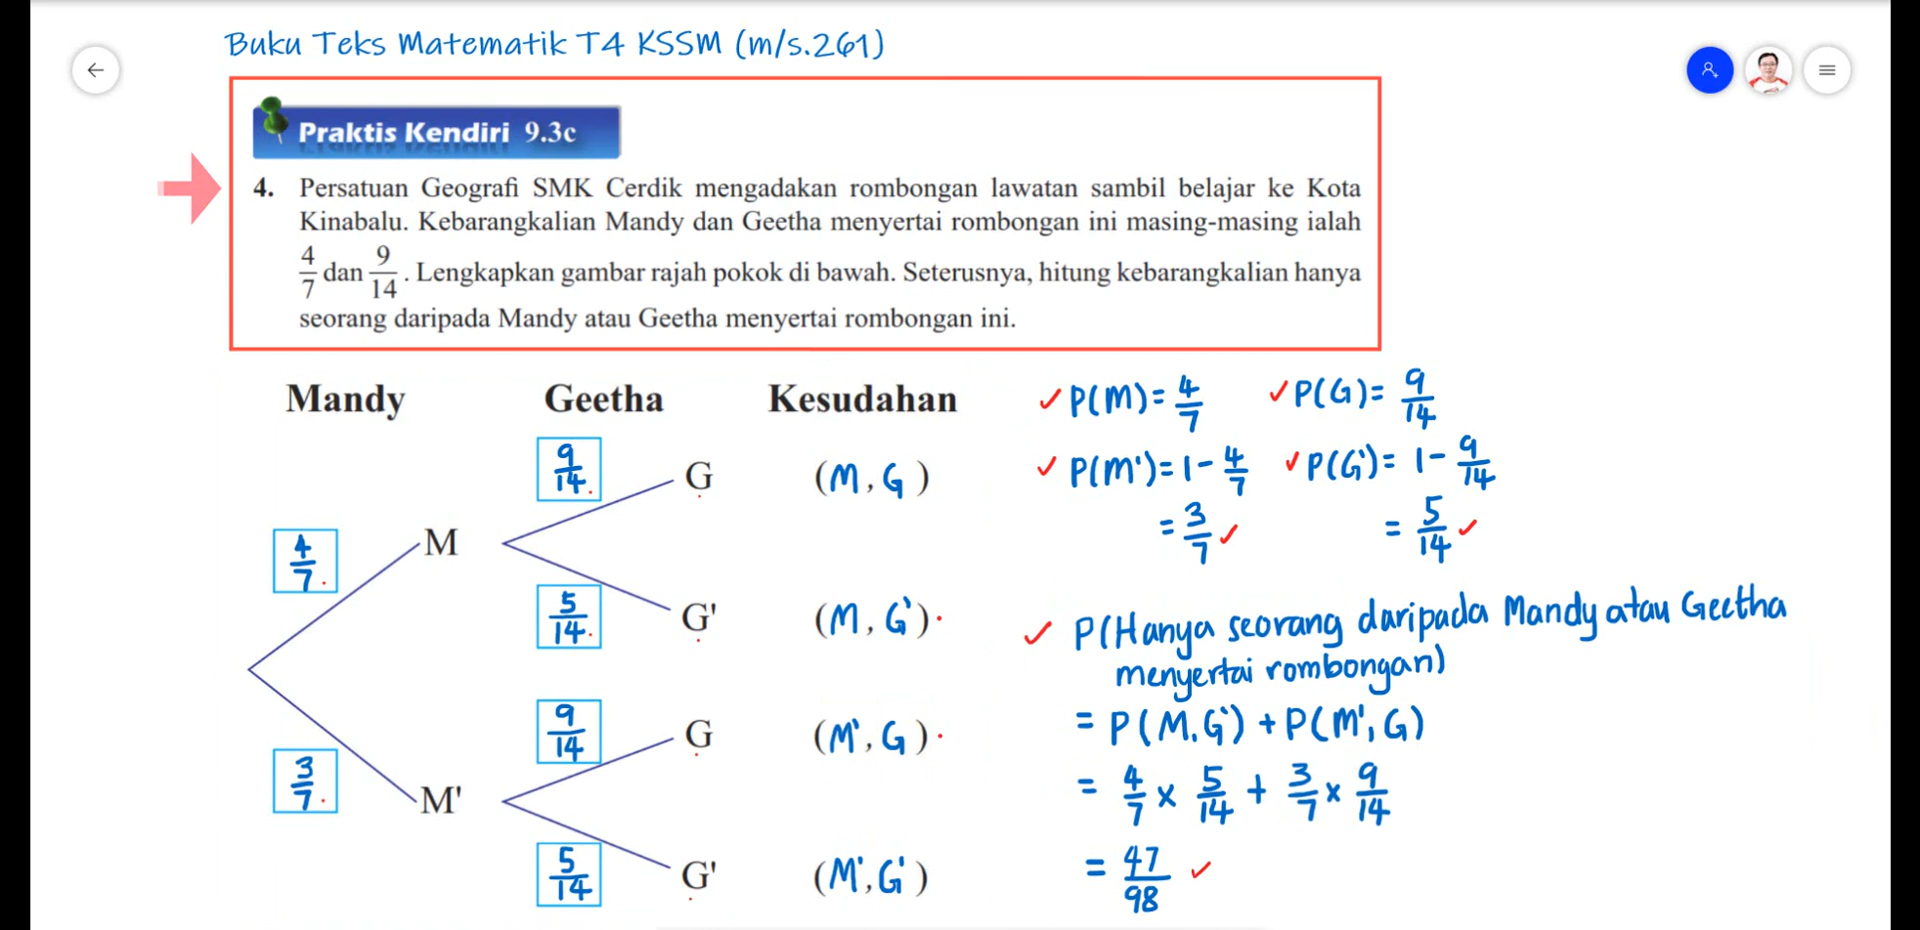 Buku Teks Matematik T4 KSSM (m/s.261)
Praktis Kendiri 9.3c
4. Persatuan Geografi SMK Cerdik mengadakan rombongan lawatan sambil belajar ke Kota
Kinabalu. Kebarangkalian Mandy dan Geetha menyertai rombongan ini masing-masing ialah
4/7 dan 9/14. Lengkapkan gambar rajah pokok di bawah. Seterusnya, hitung kebarangkalian hanya
seorang daripada Mandy atau Geetha menyertai rombongan ini.
Mandy Geetha Kesudahan
4/7 M
9/14 G (M, G)
5/14 G' (M, G')
3/7 M'
9/14 G (M', G)
5/14 G' (M', G')
✓ P(M) = 4/7 ✓ P(G) = 9/14
✓ P(M') = 1 - 4/7 ✓ P(G') = 1 - 9/14
= 3/7 ✓ = 5/14 ✓
✓ P(Hanya seorang daripada Mandy atau Geetha
menyertai rombongan)
= P(M, G') + P(M', G)
= 4/7 × 5/14 + 3/7 × 9/14
= 47/98 ✓